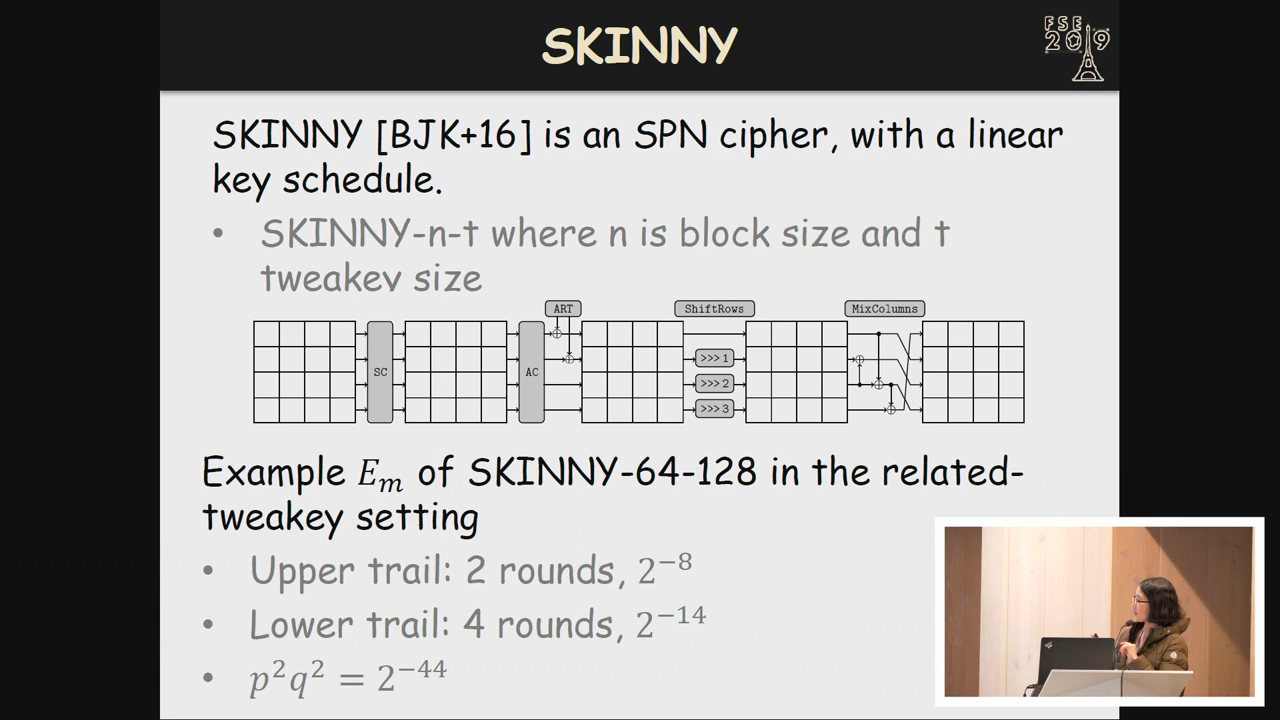 SKINNY
FSE
2019
SKINNY [BJK+16] is an SPN cipher, with a linear
key schedule.
• SKINNY-n-t where n is block size and t
tweakey size
ART
ShiftRows
MixColumns
SC
AC
>>> 1
>>> 2
>>> 3
Example $E_m$ of SKINNY-64-128 in the related-
tweakey setting
• Upper trail: 2 rounds, $2^{-8}$
• Lower trail: 4 rounds, $2^{-14}$
• $p^2q^2 = 2^{-44}$